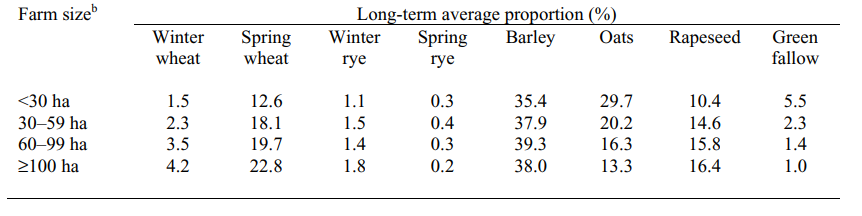 Farm sizeb Long-term average proportion (%)
Winter wheat Spring wheat Winter rye Spring rye Barley Oats Rapeseed Green fallow
<30 ha 1.5 12.6 1.1 0.3 35.4 29.7 10.4 5.5
30–59 ha 2.3 18.1 1.5 0.4 37.9 20.2 14.6 2.3
60–99 ha 3.5 19.7 1.4 0.3 39.3 16.3 15.8 1.4
≥100 ha 4.2 22.8 1.8 0.2 38.0 13.3 16.4 1.0